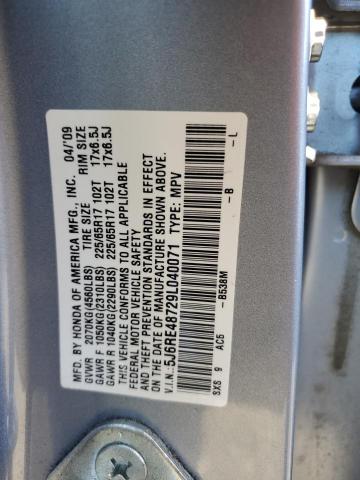 MFD. BY HONDA OF AMERICA MFG., INC. 04/'09
GVWR 2070KG(4560LBS) TIRE SIZE RIM SIZE
GAWR F 1050KG(2310LBS) 225/65R17 102T 17x6.5J
GAWR R 1040KG(2290LBS) 225/65R17 102T 17x6.5J
THIS VEHICLE CONFORMS TO ALL APPLICABLE
FEDERAL MOTOR VEHICLE SAFETY
AND THEFT PREVENTION STANDARDS IN EFFECT
ON THE DATE OF MANUFACTURE SHOWN ABOVE.
V.I.N.:5J6RE48729L040071 TYPE: MPV
SXS 9 AC5 -B538M -B -L